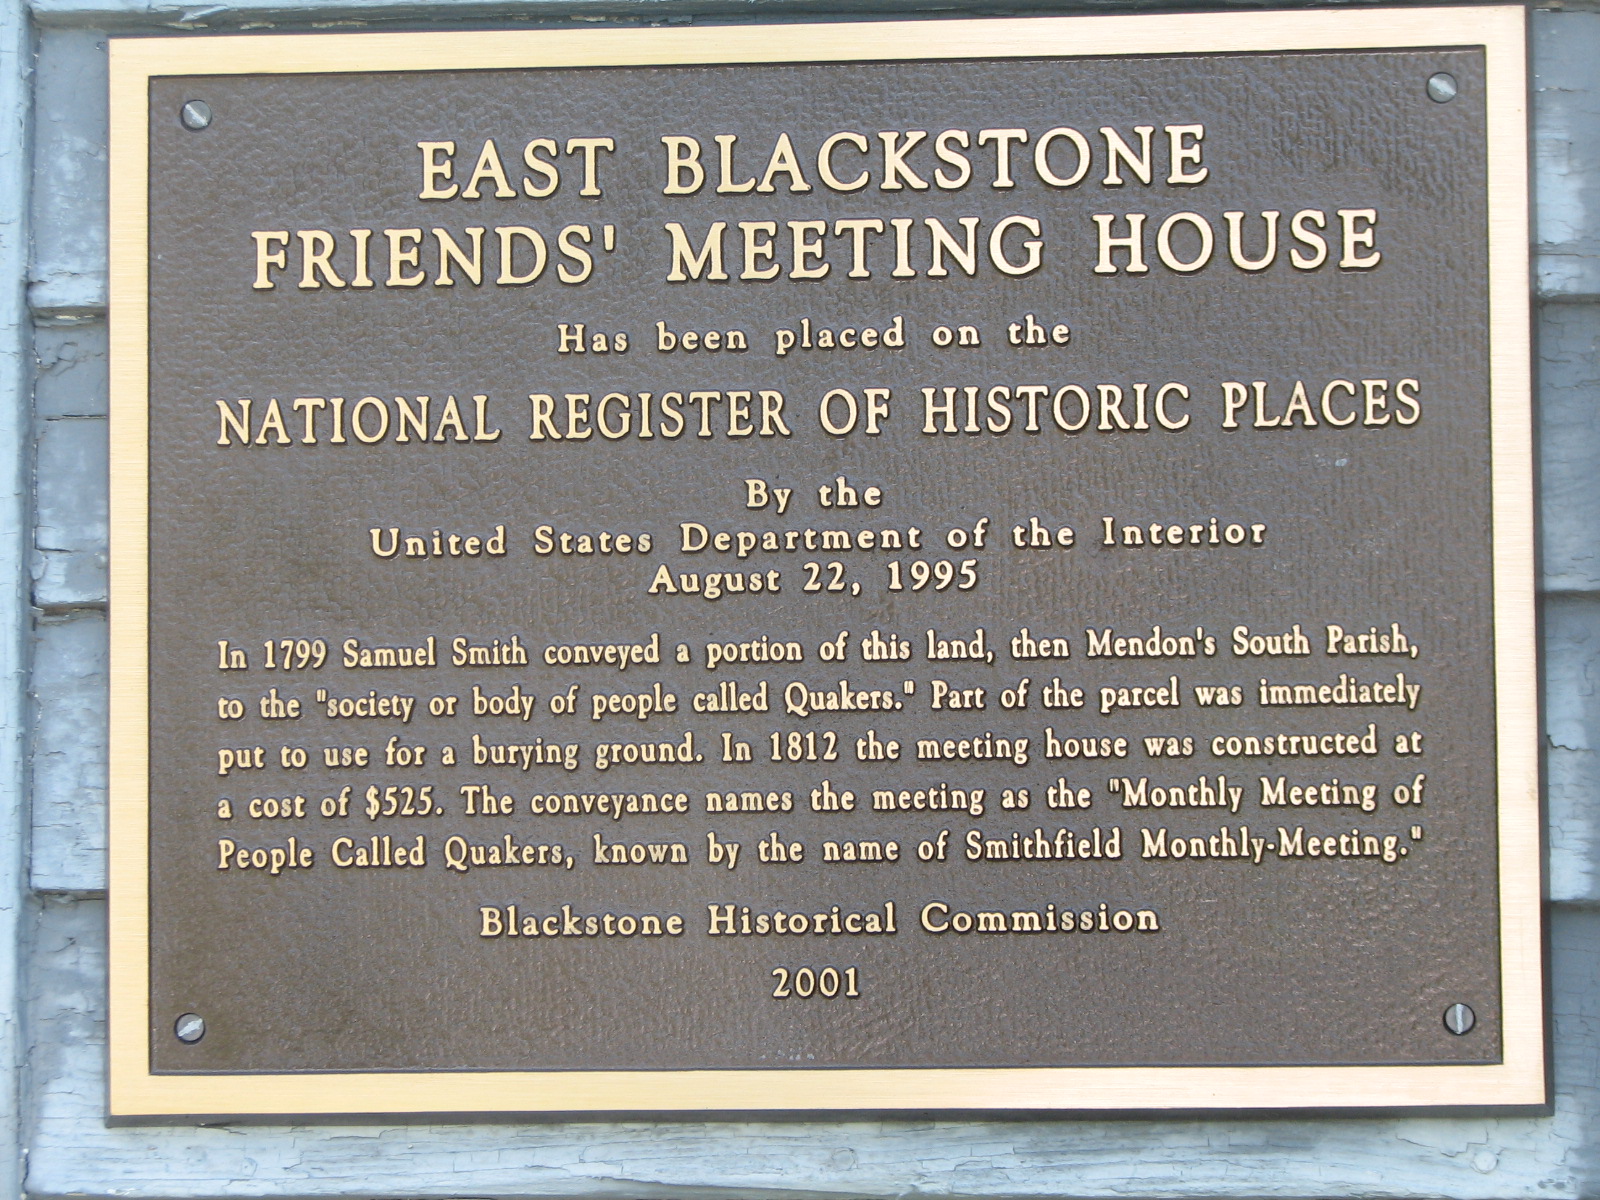 EAST BLACKSTONE
FRIENDS' MEETING HOUSE
Has been placed on the
NATIONAL REGISTER OF HISTORIC PLACES
By the
United States Department of the Interior
August 22, 1995
In 1799 Samuel Smith conveyed a portion of this land, then Mendon's South Parish,
to the "society or body of people called Quakers." Part of the parcel was immediately
put to use for a burying ground. In 1812 the meeting house was constructed at
a cost of $525. The conveyance names the meeting as the "Monthly Meeting of
People Called Quakers, known by the name of Smithfield Monthly-Meeting."
Blackstone Historical Commission
2001